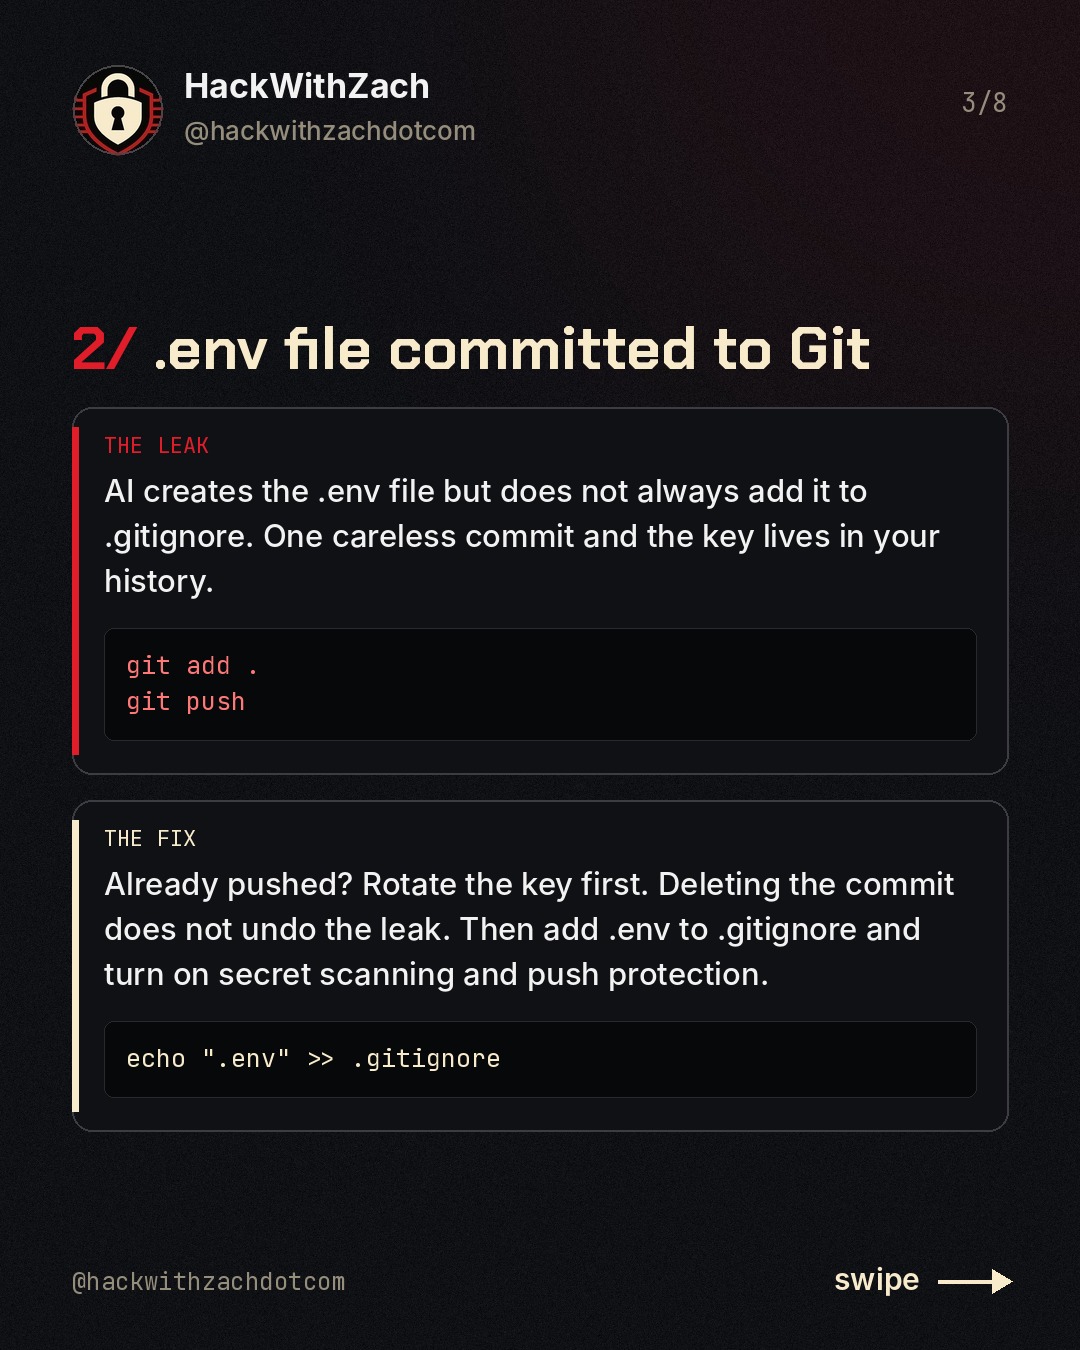 HackWithZach
@hackwithzachdotcom
3/8
2/ .env file committed to Git
THE LEAK
AI creates the .env file but does not always add it to
.gitignore. One careless commit and the key lives in your
history.
git add .
git push
THE FIX
Already pushed? Rotate the key first. Deleting the commit
does not undo the leak. Then add .env to .gitignore and
turn on secret scanning and push protection.
echo ".env" >> .gitignore
@hackwithzachdotcom
swipe